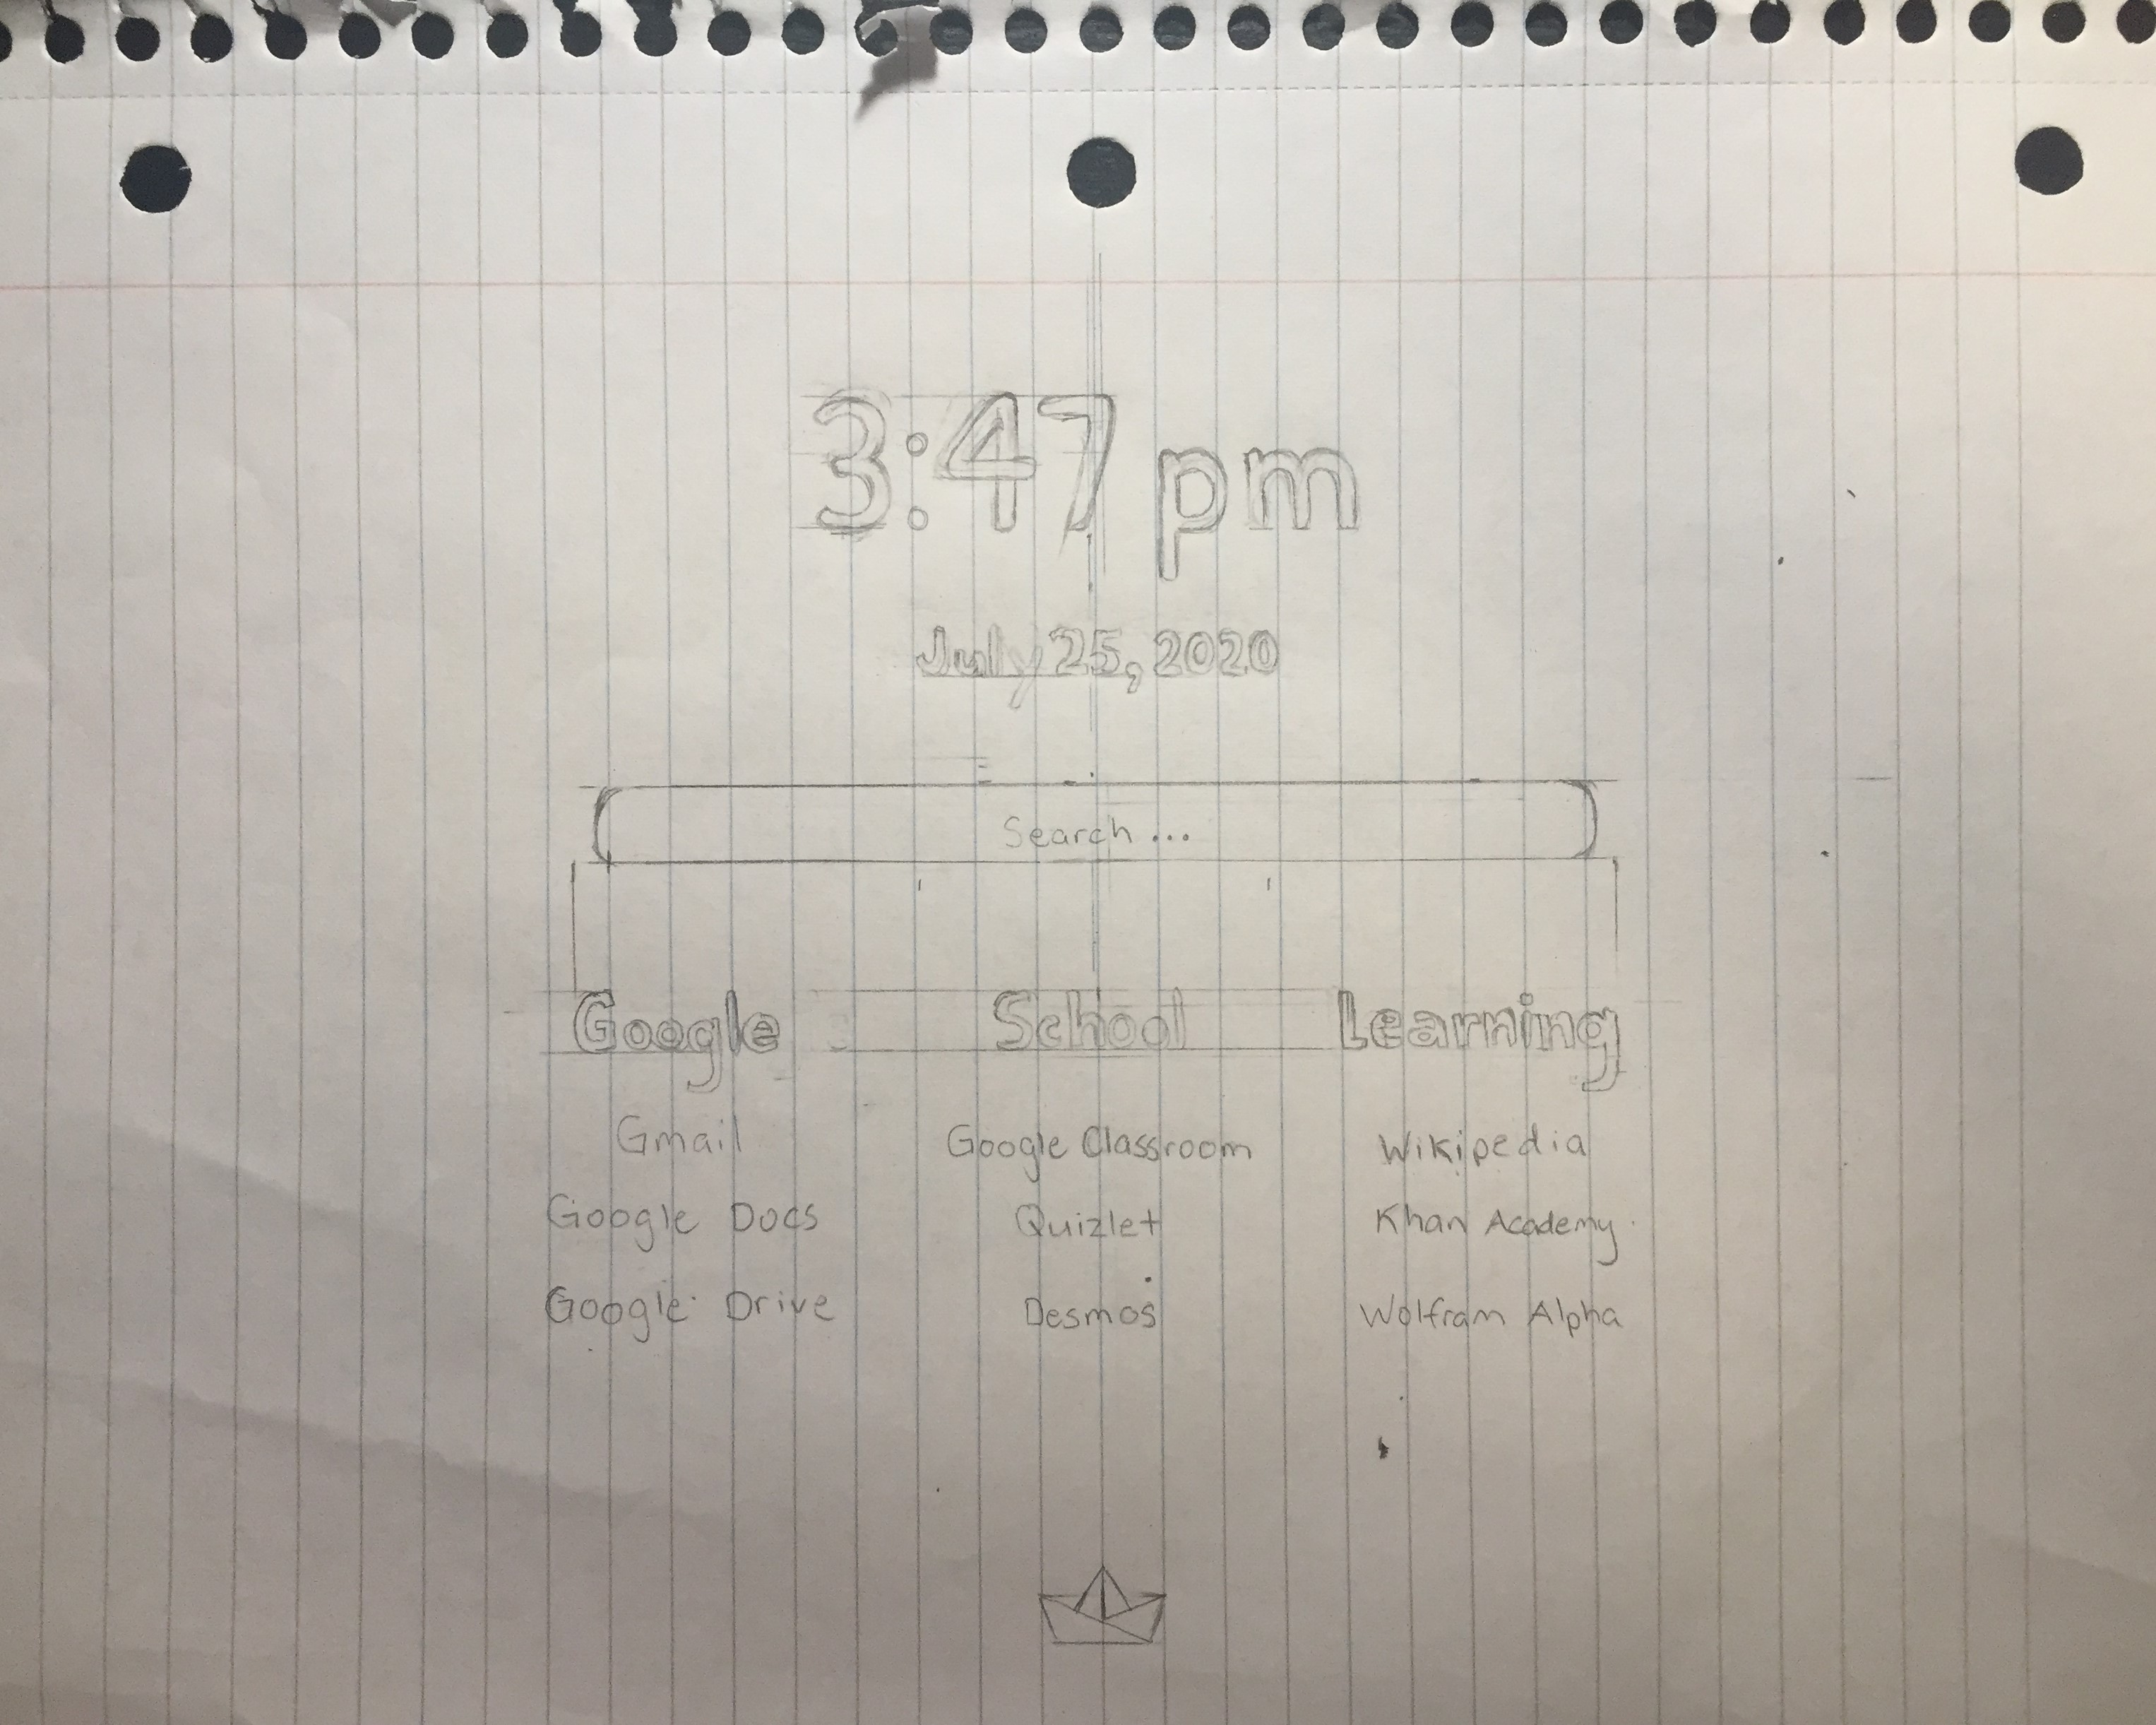 3:47 pm
July 25, 2020
Search ...
Google School Learning
Gmail Google Classroom Wikipedia
Google Docs Quizlet Khan Academy
Google Drive Desmos Wolfram Alpha